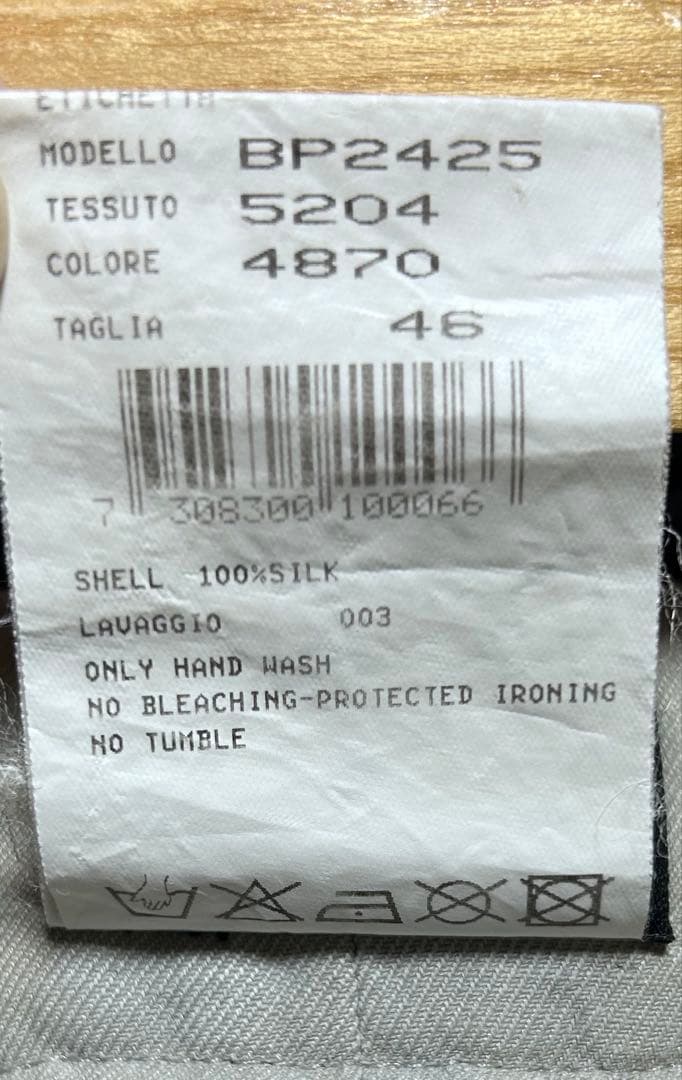 ETICHETTA
MODELLO BP2425
TESSUTO 5204
COLORE 4870
TAGLIA 46
7 308300 100066
SHELL 100%SILK
LAVAGGIO 003
ONLY HAND WASH
NO BLEACHING-PROTECTED IRONING
NO TUMBLE